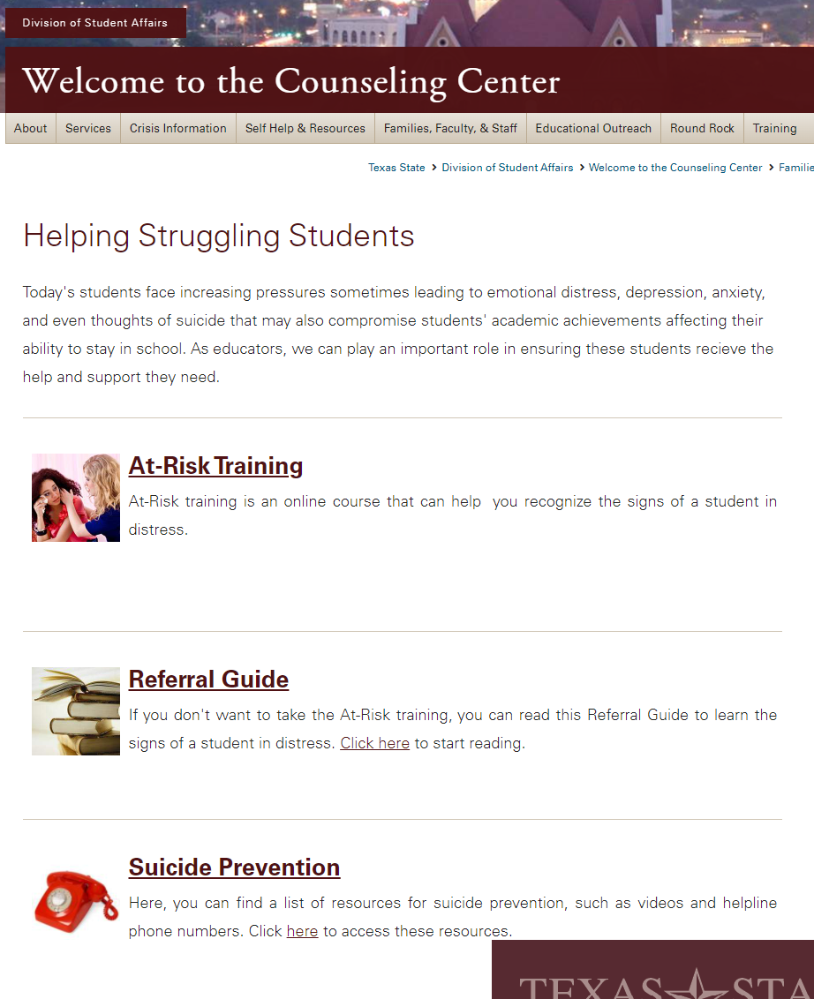 Division of Student Affairs
Welcome to the Counseling Center
About Services Crisis Information Self Help & Resources Families, Faculty, & Staff Educational Outreach Round Rock Training
Texas State > Division of Student Affairs > Welcome to the Counseling Center >
Helping Struggling Students
Today's students face increasing pressures sometimes leading to emotional distress, depression, anxiety,
and even thoughts of suicide that may also compromise students' academic achievements affecting their
ability to stay in school. As educators, we can play an important role in ensuring these students recieve the
help and support they need.
At-Risk Training
At-Risk training is an online course that can help  you recognize the signs of a student in
distress.
Referral Guide
If you don't want to take the At-Risk training, you can read this Referral Guide to learn the
signs of a student in distress. Click here to start reading.
Suicide Prevention
Here, you can find a list of resources for suicide prevention, such as videos and helpline
phone numbers. Click here to access these resources.
TEXAS STA